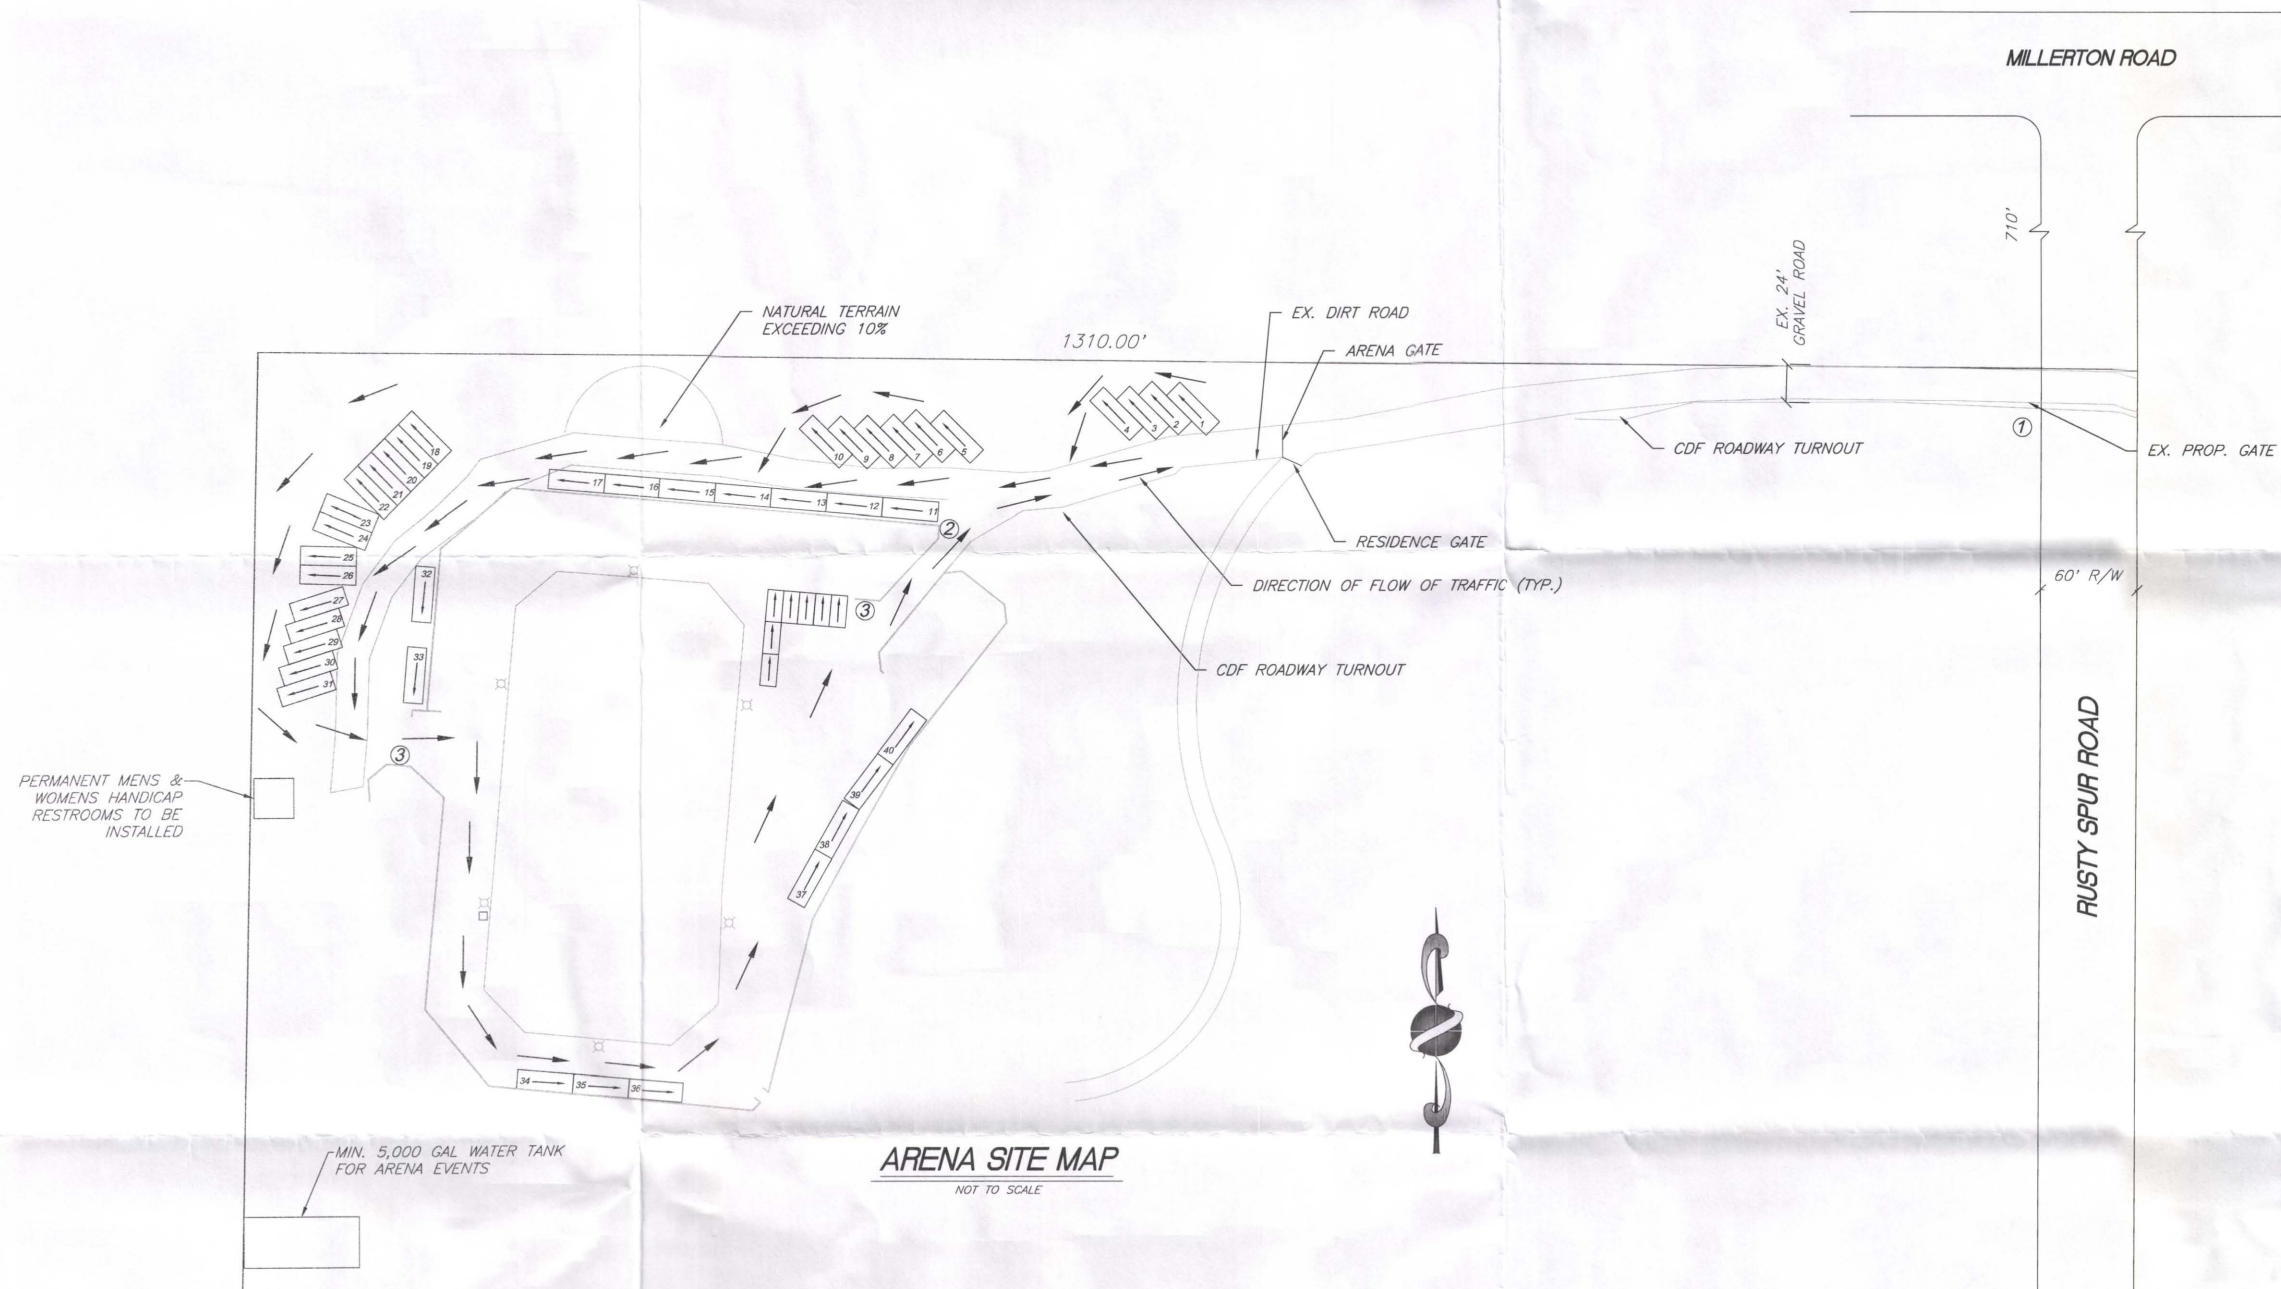 MILLERTON ROAD
710'
EX. 24'
GRAVEL ROAD
NATURAL TERRAIN
EXCEEDING 10%
1310.00'
EX. DIRT ROAD
ARENA GATE
CDF ROADWAY TURNOUT
1
EX. PROP. GATE
RESIDENCE GATE
DIRECTION OF FLOW OF TRAFFIC (TYP.)
60' R/W
CDF ROADWAY TURNOUT
RUSTY SPUR ROAD
4 3 2 1
10 9 8 7 6 5
17 16 15 14 13 12 11
2
18
19
20
21
22
23
24
25
26
27
28
29
30
31
32
33
3
3
40
39
38
37
34 35 36
PERMANENT MENS &
WOMENS HANDICAP
RESTROOMS TO BE
INSTALLED
MIN. 5,000 GAL WATER TANK
FOR ARENA EVENTS
ARENA SITE MAP
NOT TO SCALE